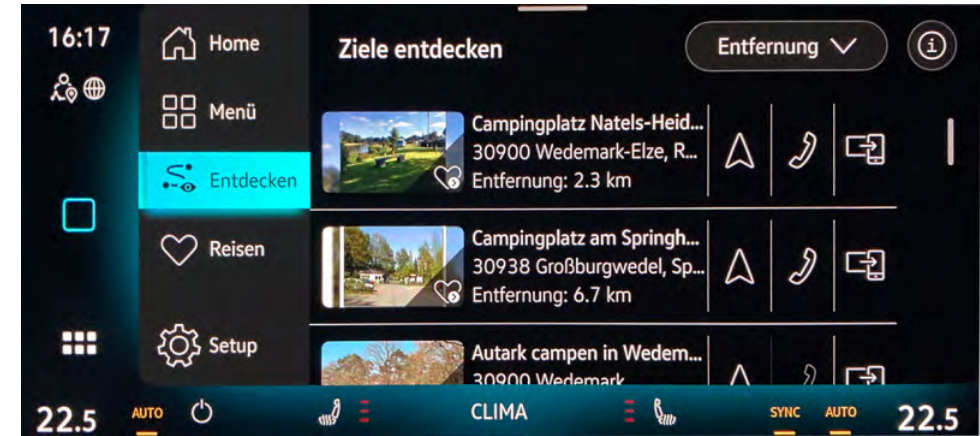 16:17
Home
Menü
Entdecken
Reisen
Setup
Ziele entdecken
Entfernung
Campingplatz Natels-Heid...
30900 Wedemark-Elze, R...
Entfernung: 2.3 km
Campingplatz am Springh...
30938 Großburgwedel, Sp...
Entfernung: 6.7 km
Autark campen in Wedem...
30900 Wedemark
22.5
AUTO
CLIMA
SYNC
AUTO
22.5